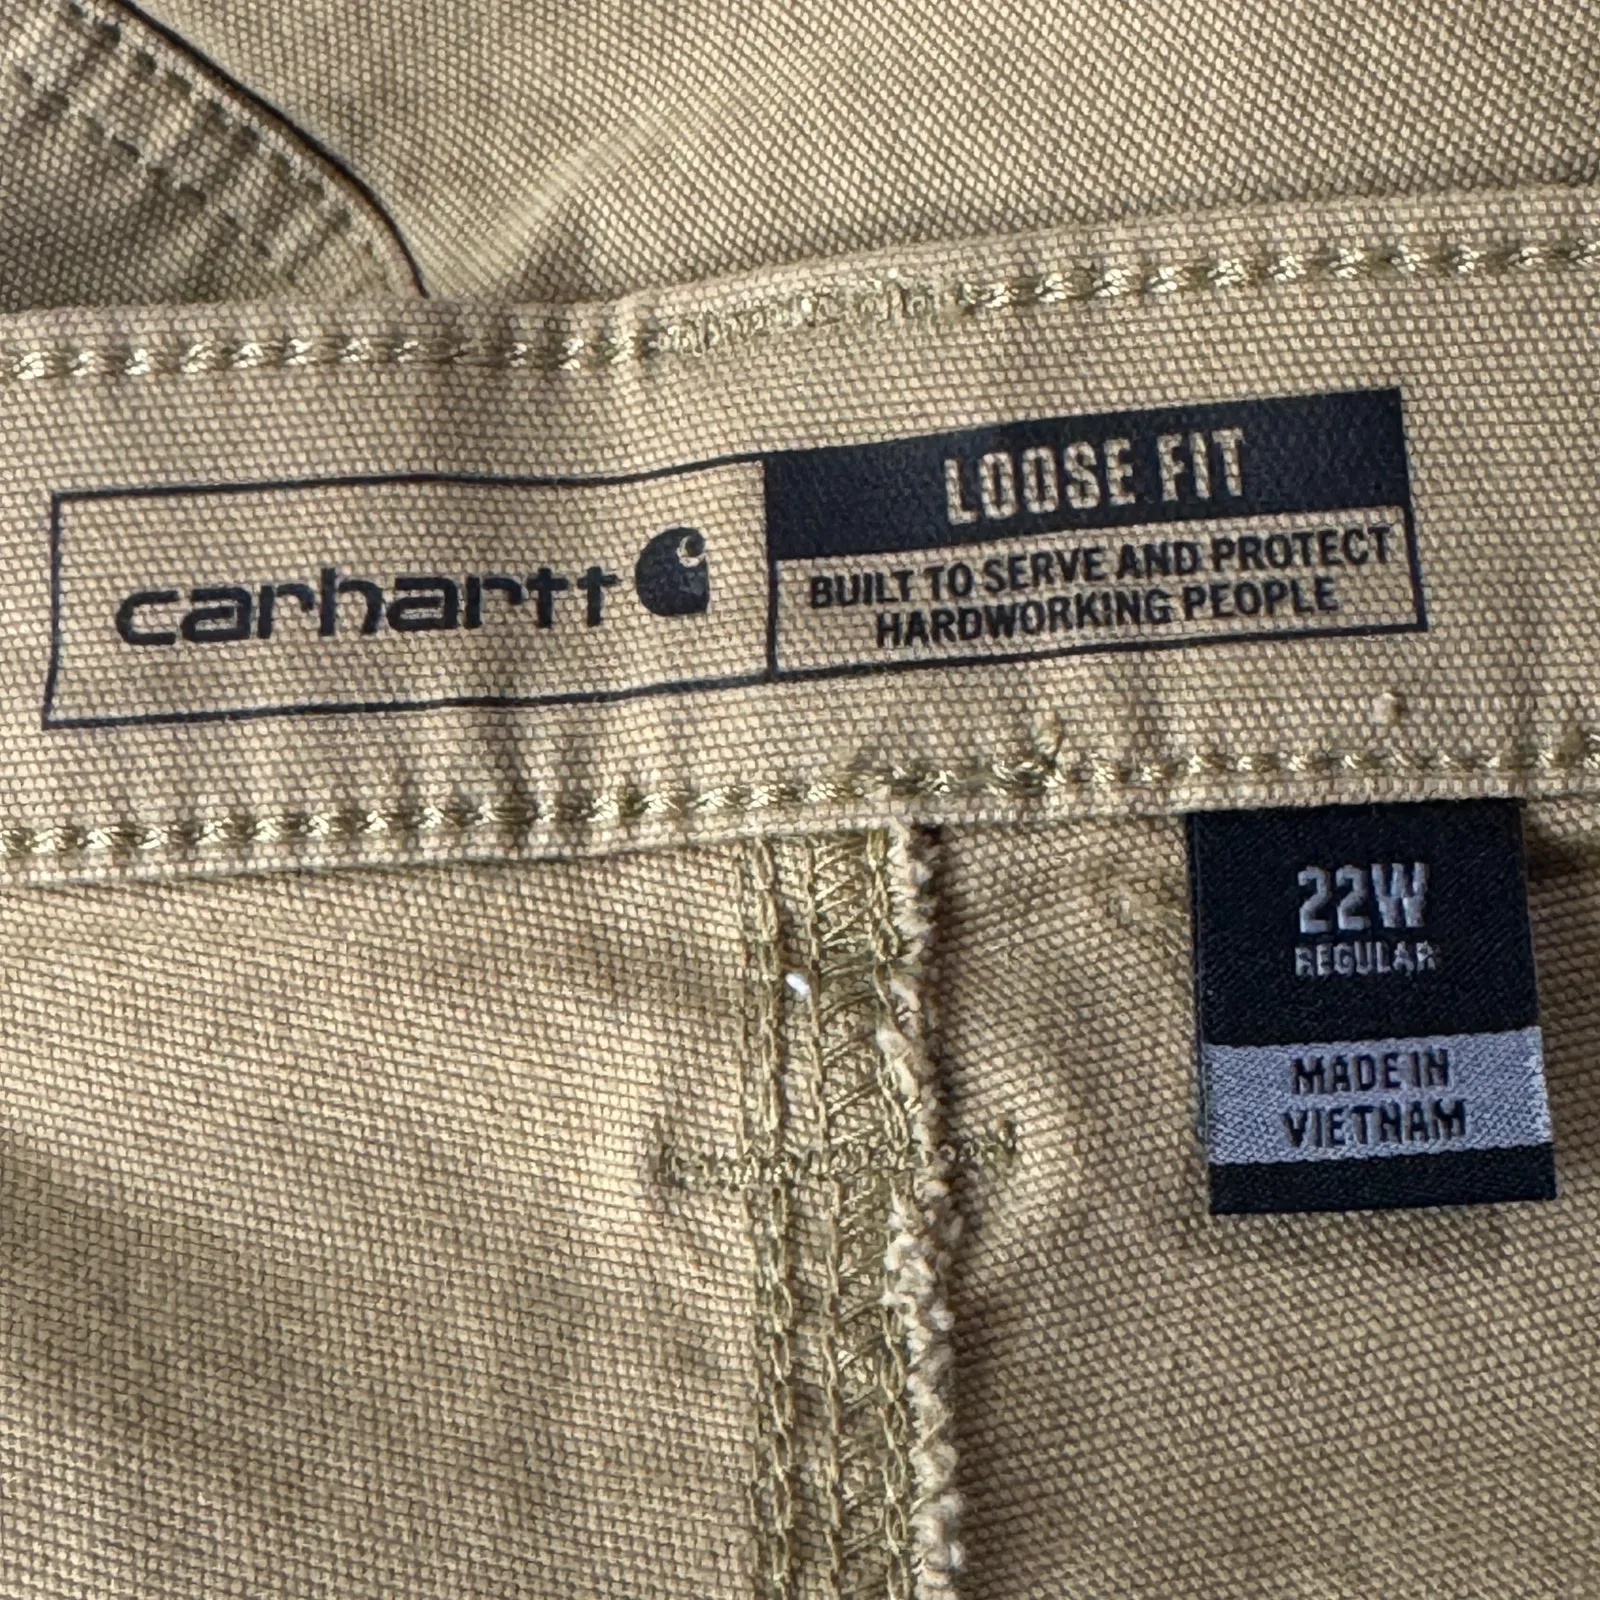 carhartt
LOOSE FIT
BUILT TO SERVE AND PROTECT
HARDWORKING PEOPLE
22W
REGULAR
MADE IN
VIETNAM